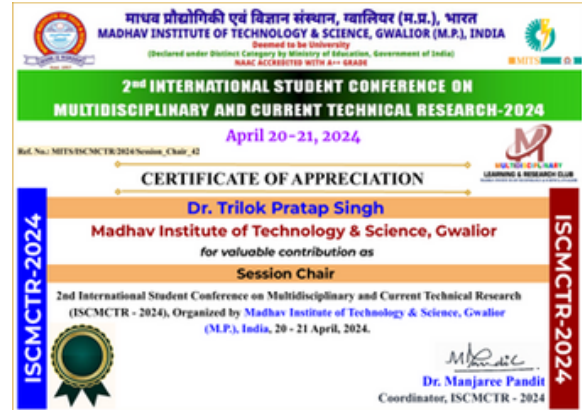 माधव प्रौद्योगिकी एवं विज्ञान संस्थान, ग्वालियर (म.प्र.), भारत
MADHAV INSTITUTE OF TECHNOLOGY & SCIENCE, GWALIOR (M.P.), INDIA
Deemed to be University
(Declared under Distinct Category by Ministry of Education, Government of India)
NAAC ACCREDITED WITH A++ GRADE
MITS
2nd INTERNATIONAL STUDENT CONFERENCE ON
MULTIDISCIPLINARY AND CURRENT TECHNICAL RESEARCH-2024
April 20-21, 2024
Ref. No.: MITS/ISCMCTR/2024/Session_Chair_42
MULTIDISCIPLINARY
LEARNING & RESEARCH CLUB
CERTIFICATE OF APPRECIATION
Dr. Trilok Pratap Singh
Madhav Institute of Technology & Science, Gwalior
for valuable contribution as
Session Chair
2nd International Student Conference on Multidisciplinary and Current Technical Research
(ISCMCTR - 2024), Organized by Madhav Institute of Technology & Science, Gwalior
(M.P.), India, 20 - 21 April, 2024.
ISCMCTR-2024
ISCMCTR-2024
MPandit
Dr. Manjaree Pandit
Coordinator, ISCMCTR - 2024